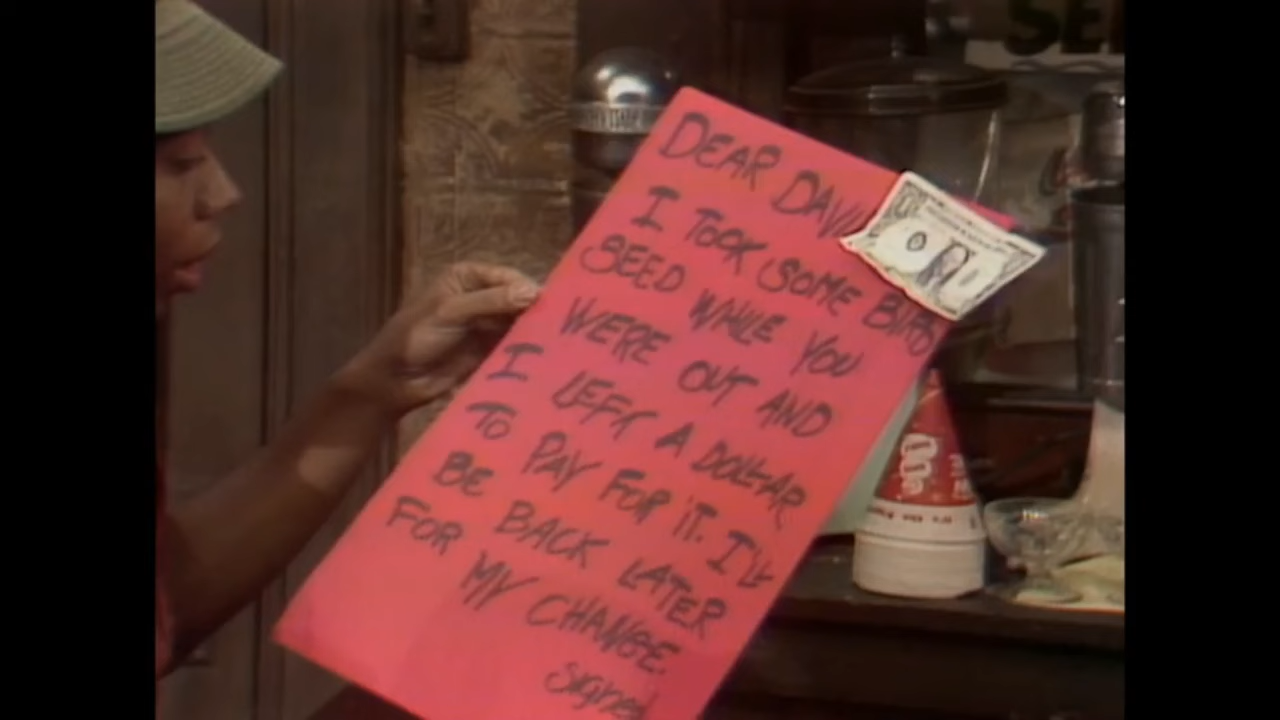 DEAR DAVI
I TOOK SOME BIRD
SEED WHILE YOU
WERE OUT AND
I LEFT A DOLLAR
TO PAY FOR iT. I'LL
BE BACK LATER
FOR MY CHANGE.
Signed